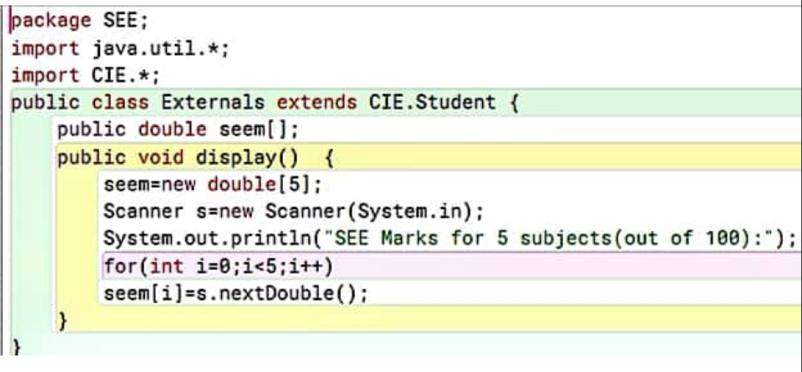 package SEE;
import java.util.*;
import CIE.*;
public class Externals extends CIE.Student {
public double seem[];
public void display()  {
seem=new double[5];
Scanner s=new Scanner(System.in);
System.out.println("SEE Marks for 5 subjects(out of 100):");
for(int i=0;i<5;i++)
seem[i]=s.nextDouble();
}
}